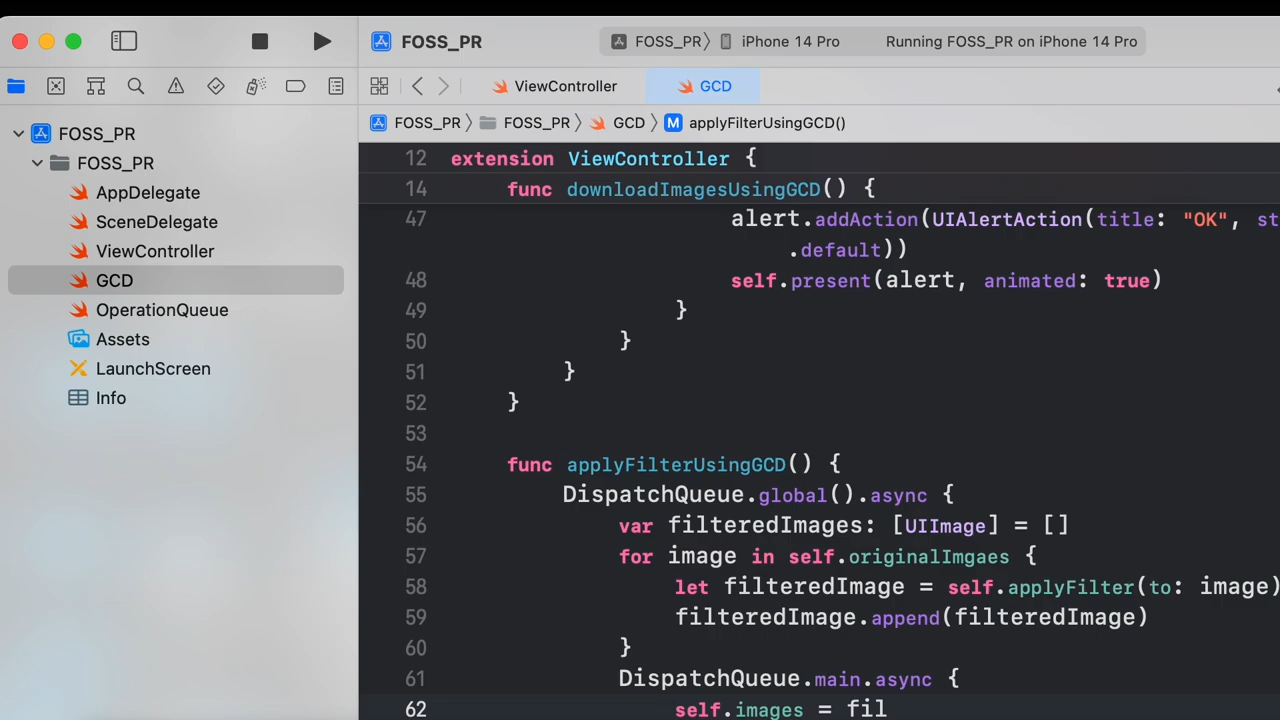 FOSS_PR
FOSS_PR
iPhone 14 Pro
Running FOSS_PR on iPhone 14 Pro
ViewController
GCD
FOSS_PR
FOSS_PR
GCD
M
applyFilterUsingGCD()
FOSS_PR
FOSS_PR
AppDelegate
SceneDelegate
ViewController
GCD
OperationQueue
Assets
LaunchScreen
Info
12 extension ViewController {
14 func downloadImagesUsingGCD() {
47 alert.addAction(UIAlertAction(title: "OK", st
.default))
48 self.present(alert, animated: true)
49 }
50 }
51 }
52 }
53
54 func applyFilterUsingGCD() {
55 DispatchQueue.global().async {
56 var filteredImages: [UIImage] = []
57 for image in self.originalImgaes {
58 let filteredImage = self.applyFilter(to: image)
59 filteredImage.append(filteredImage)
60 }
61 DispatchQueue.main.async {
62 self.images = fil